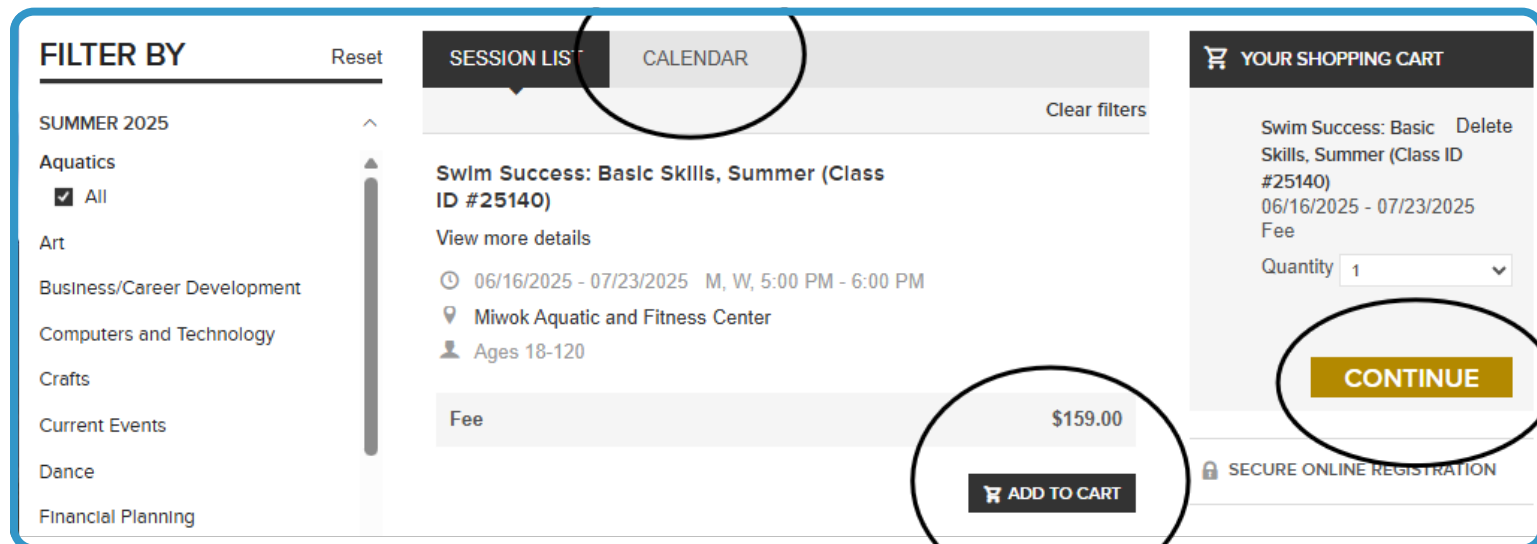 FILTER BY
Reset
SUMMER 2025
Aquatics
All
Art
Business/Career Development
Computers and Technology
Crafts
Current Events
Dance
Financial Planning
SESSION LIST
CALENDAR
Clear filters
Swim Success: Basic Skills, Summer (Class
ID #25140)
View more details
06/16/2025 - 07/23/2025 M, W, 5:00 PM - 6:00 PM
Miwok Aquatic and Fitness Center
Ages 18-120
Fee
$159.00
ADD TO CART
YOUR SHOPPING CART
Swim Success: Basic
Delete
Skills, Summer (Class ID
#25140)
06/16/2025 - 07/23/2025
Fee
Quantity
1
CONTINUE
SECURE ONLINE REGISTRATION